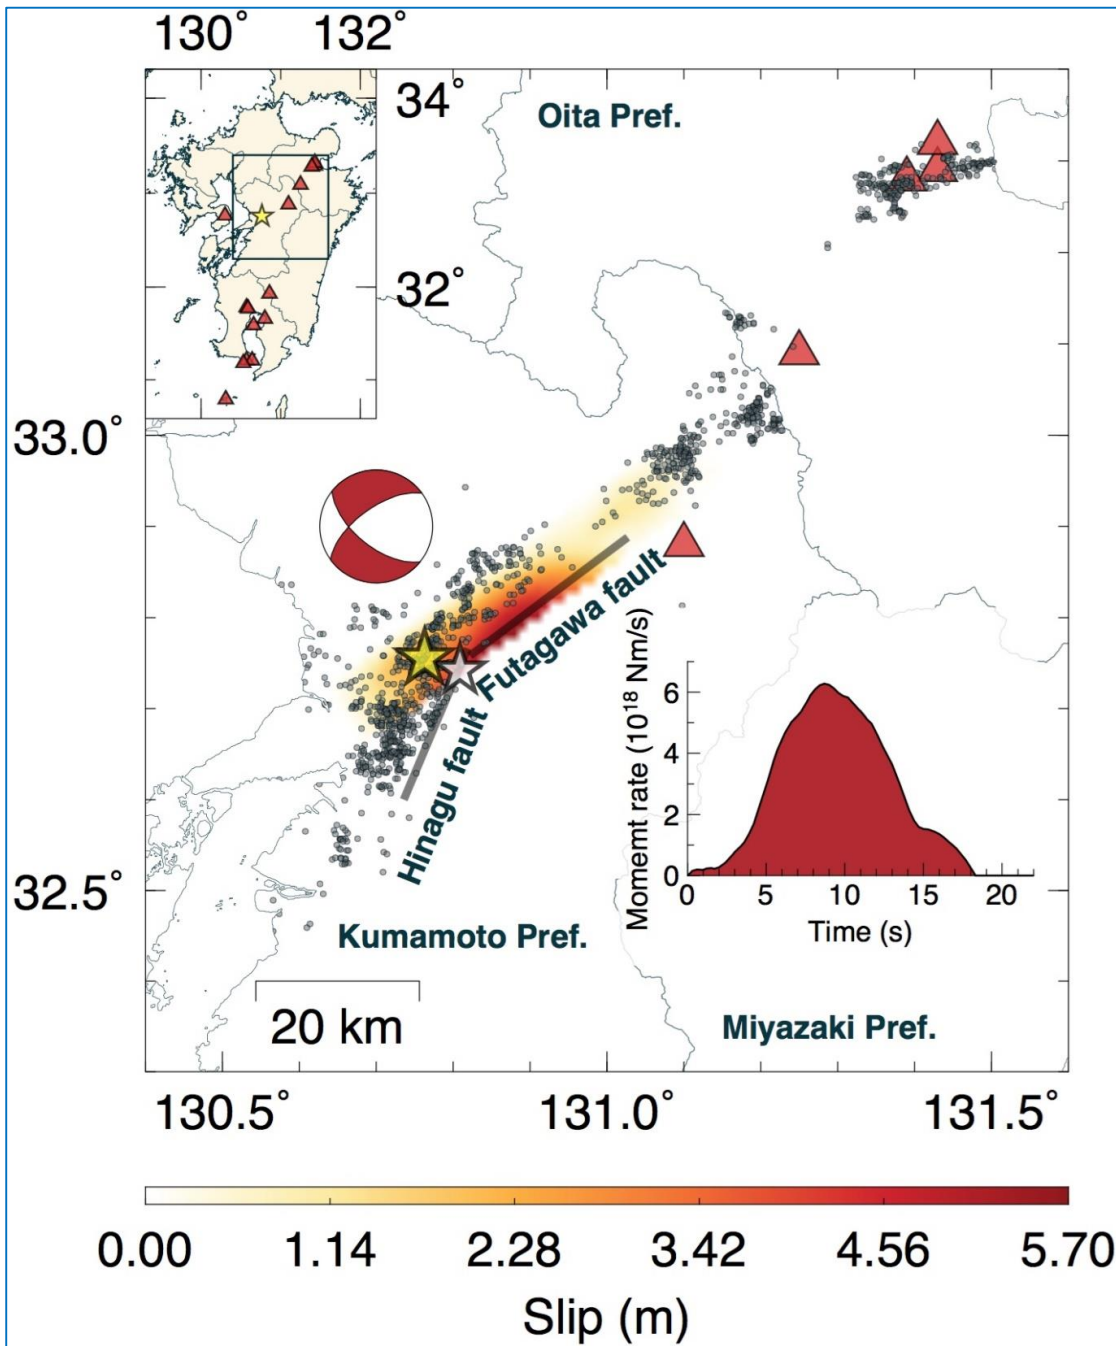 130° 132°
34°
32°
Oita Pref.
33.0°
32.5°
Futagawa fault
Hinagu fault
Kumamoto Pref.
Miyazaki Pref.
20 km
Momemt rate (10¹⁸ Nm/s)
6
4
2
0
0 5 10 15 20
Time (s)
130.5° 131.0° 131.5°
0.00 1.14 2.28 3.42 4.56 5.70
Slip (m)